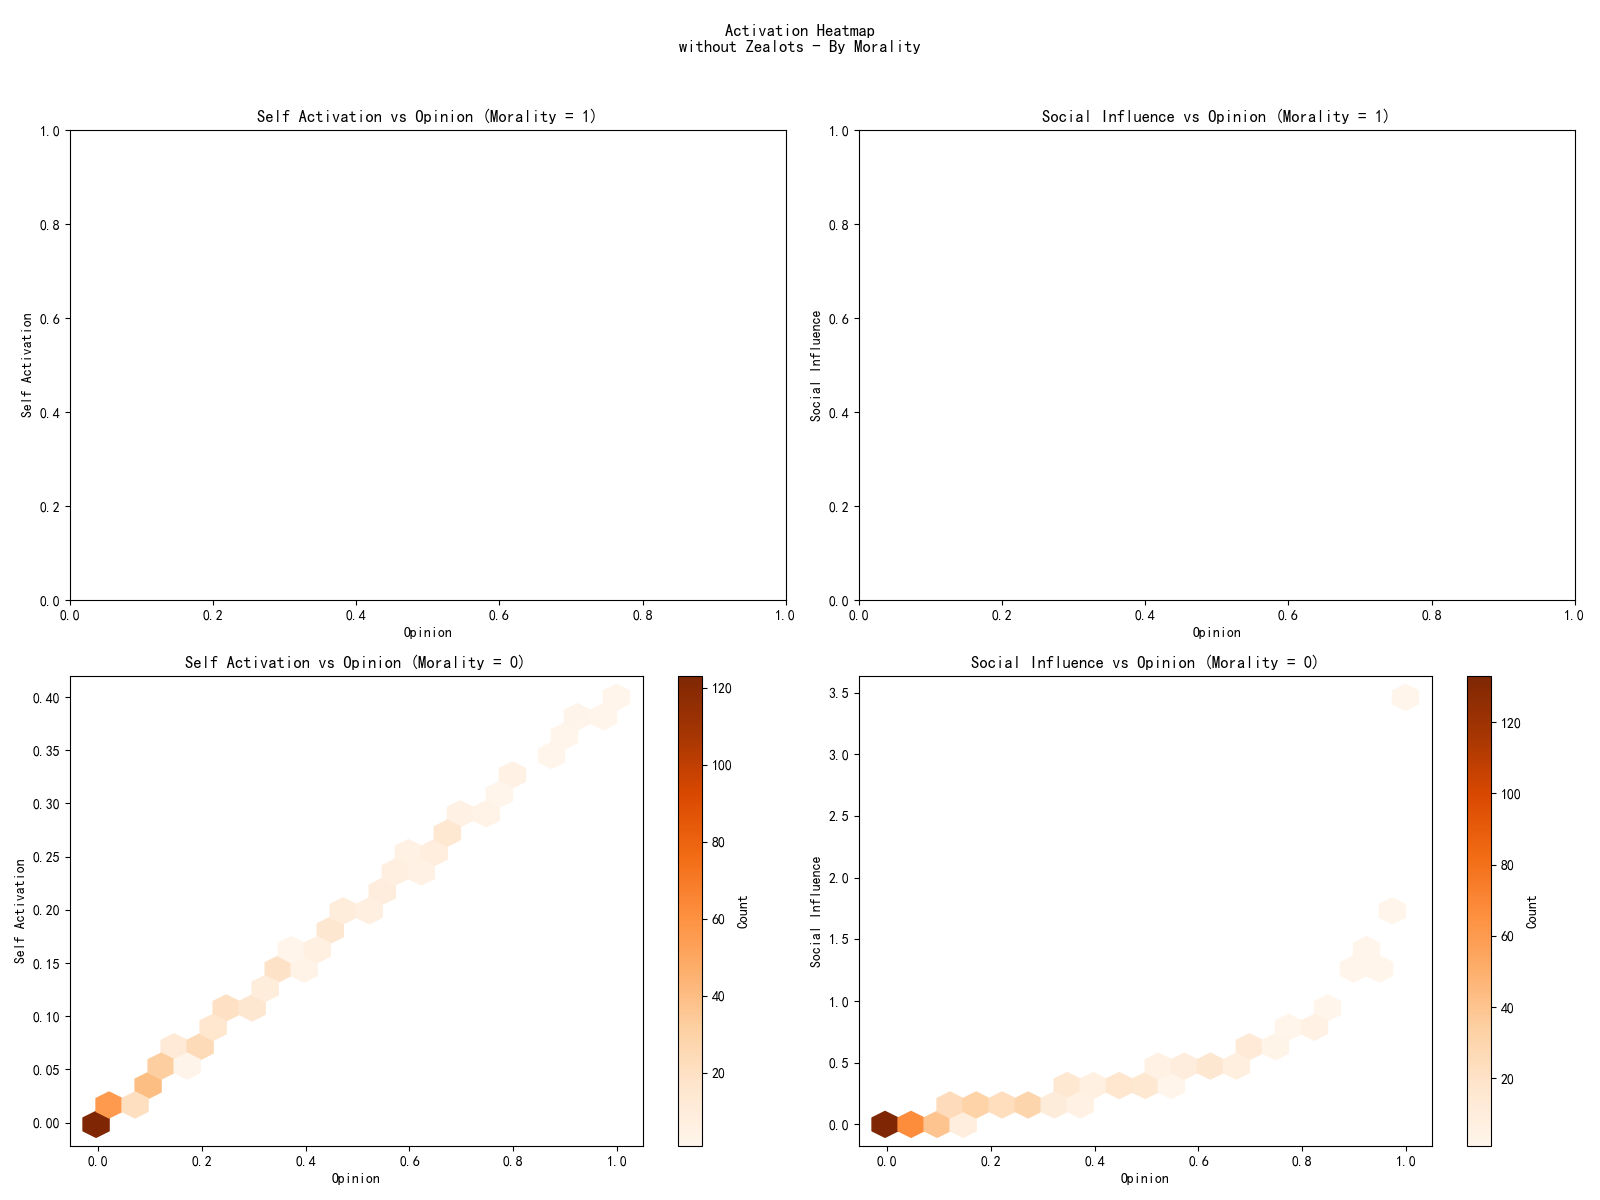 Activation Heatmap
without Zealots - By Morality
Self Activation vs Opinion (Morality = 1)
1.0
0.8
0.6
0.4
0.2
0.0
Self Activation
0.0 0.2 0.4 0.6 0.8 1.0
Opinion
Social Influence vs Opinion (Morality = 1)
1.0
0.8
0.6
0.4
0.2
0.0
Social Influence
0.0 0.2 0.4 0.6 0.8 1.0
Opinion
Self Activation vs Opinion (Morality = 0)
0.40
0.35
0.30
0.25
0.20
0.15
0.10
0.05
0.00
Self Activation
0.0 0.2 0.4 0.6 0.8 1.0
Opinion
120
100
80
60
40
20
Count
Social Influence vs Opinion (Morality = 0)
3.5
3.0
2.5
2.0
1.5
1.0
0.5
0.0
Social Influence
0.0 0.2 0.4 0.6 0.8 1.0
Opinion
120
100
80
60
40
20
Count